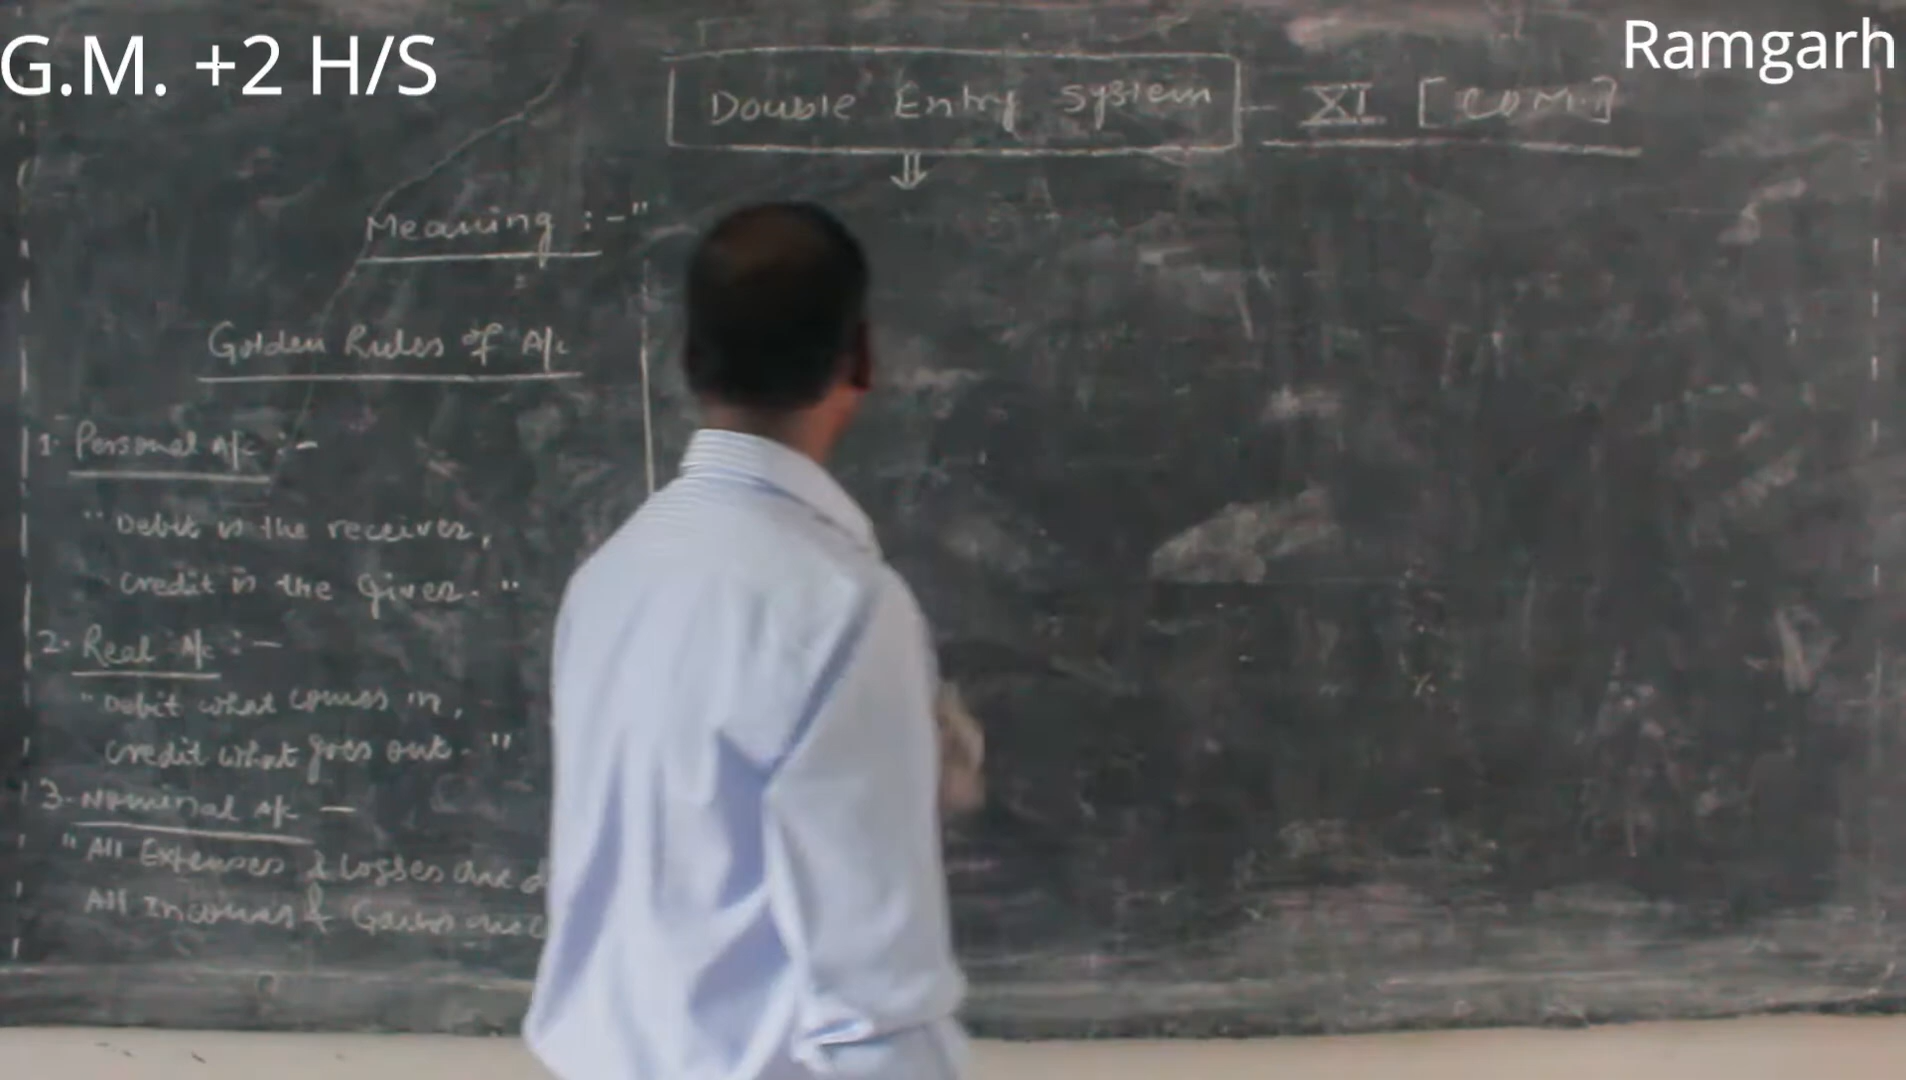 G.M. +2 H/S
Ramgarh
Double Entry System - XI [COM.]
Meaning :- "
Golden Rules of A/c
1. Personal A/c :-
"Debit is the receiver,
credit is the Giver."
2. Real A/c :-
"Debit what comes in,
credit what goes out."
3. Nominal A/c -
"All Expenses & Losses are
All Incomes & Gains are